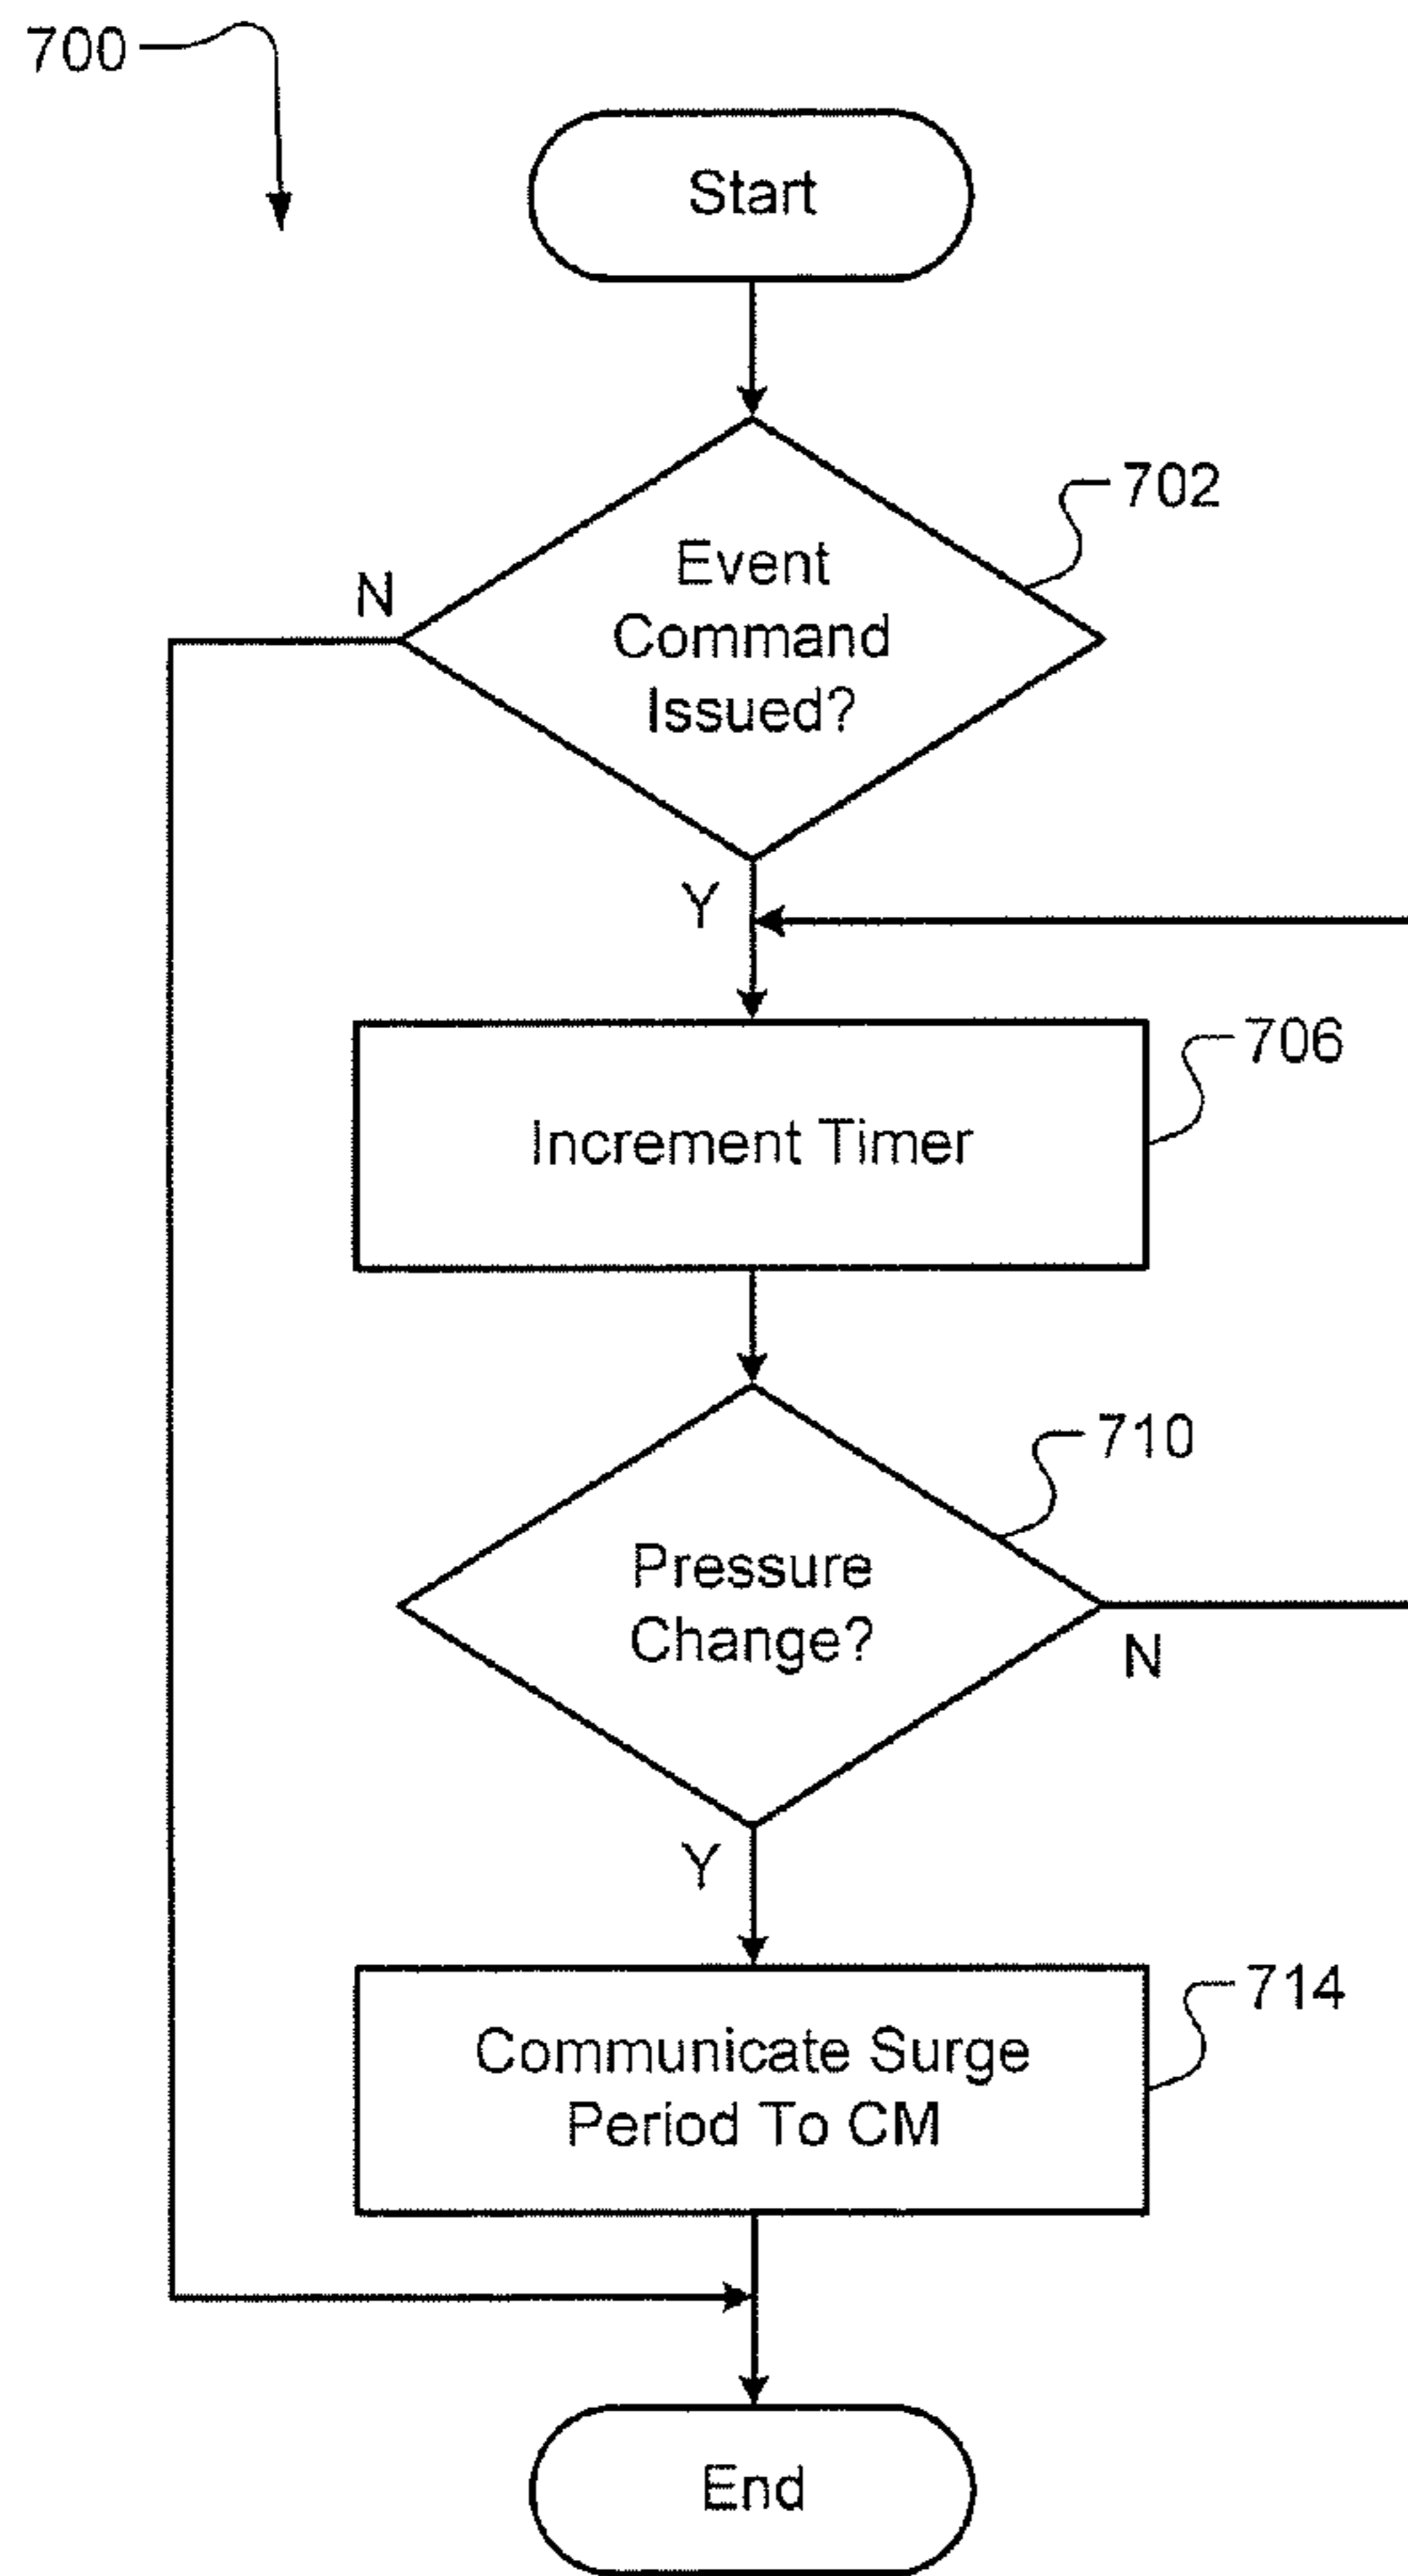 700
Start
702
N
Event
Command
Issued?
Y
706
Increment Timer
710
Pressure
Change?
N
Y
714
Communicate Surge
Period To CM
End